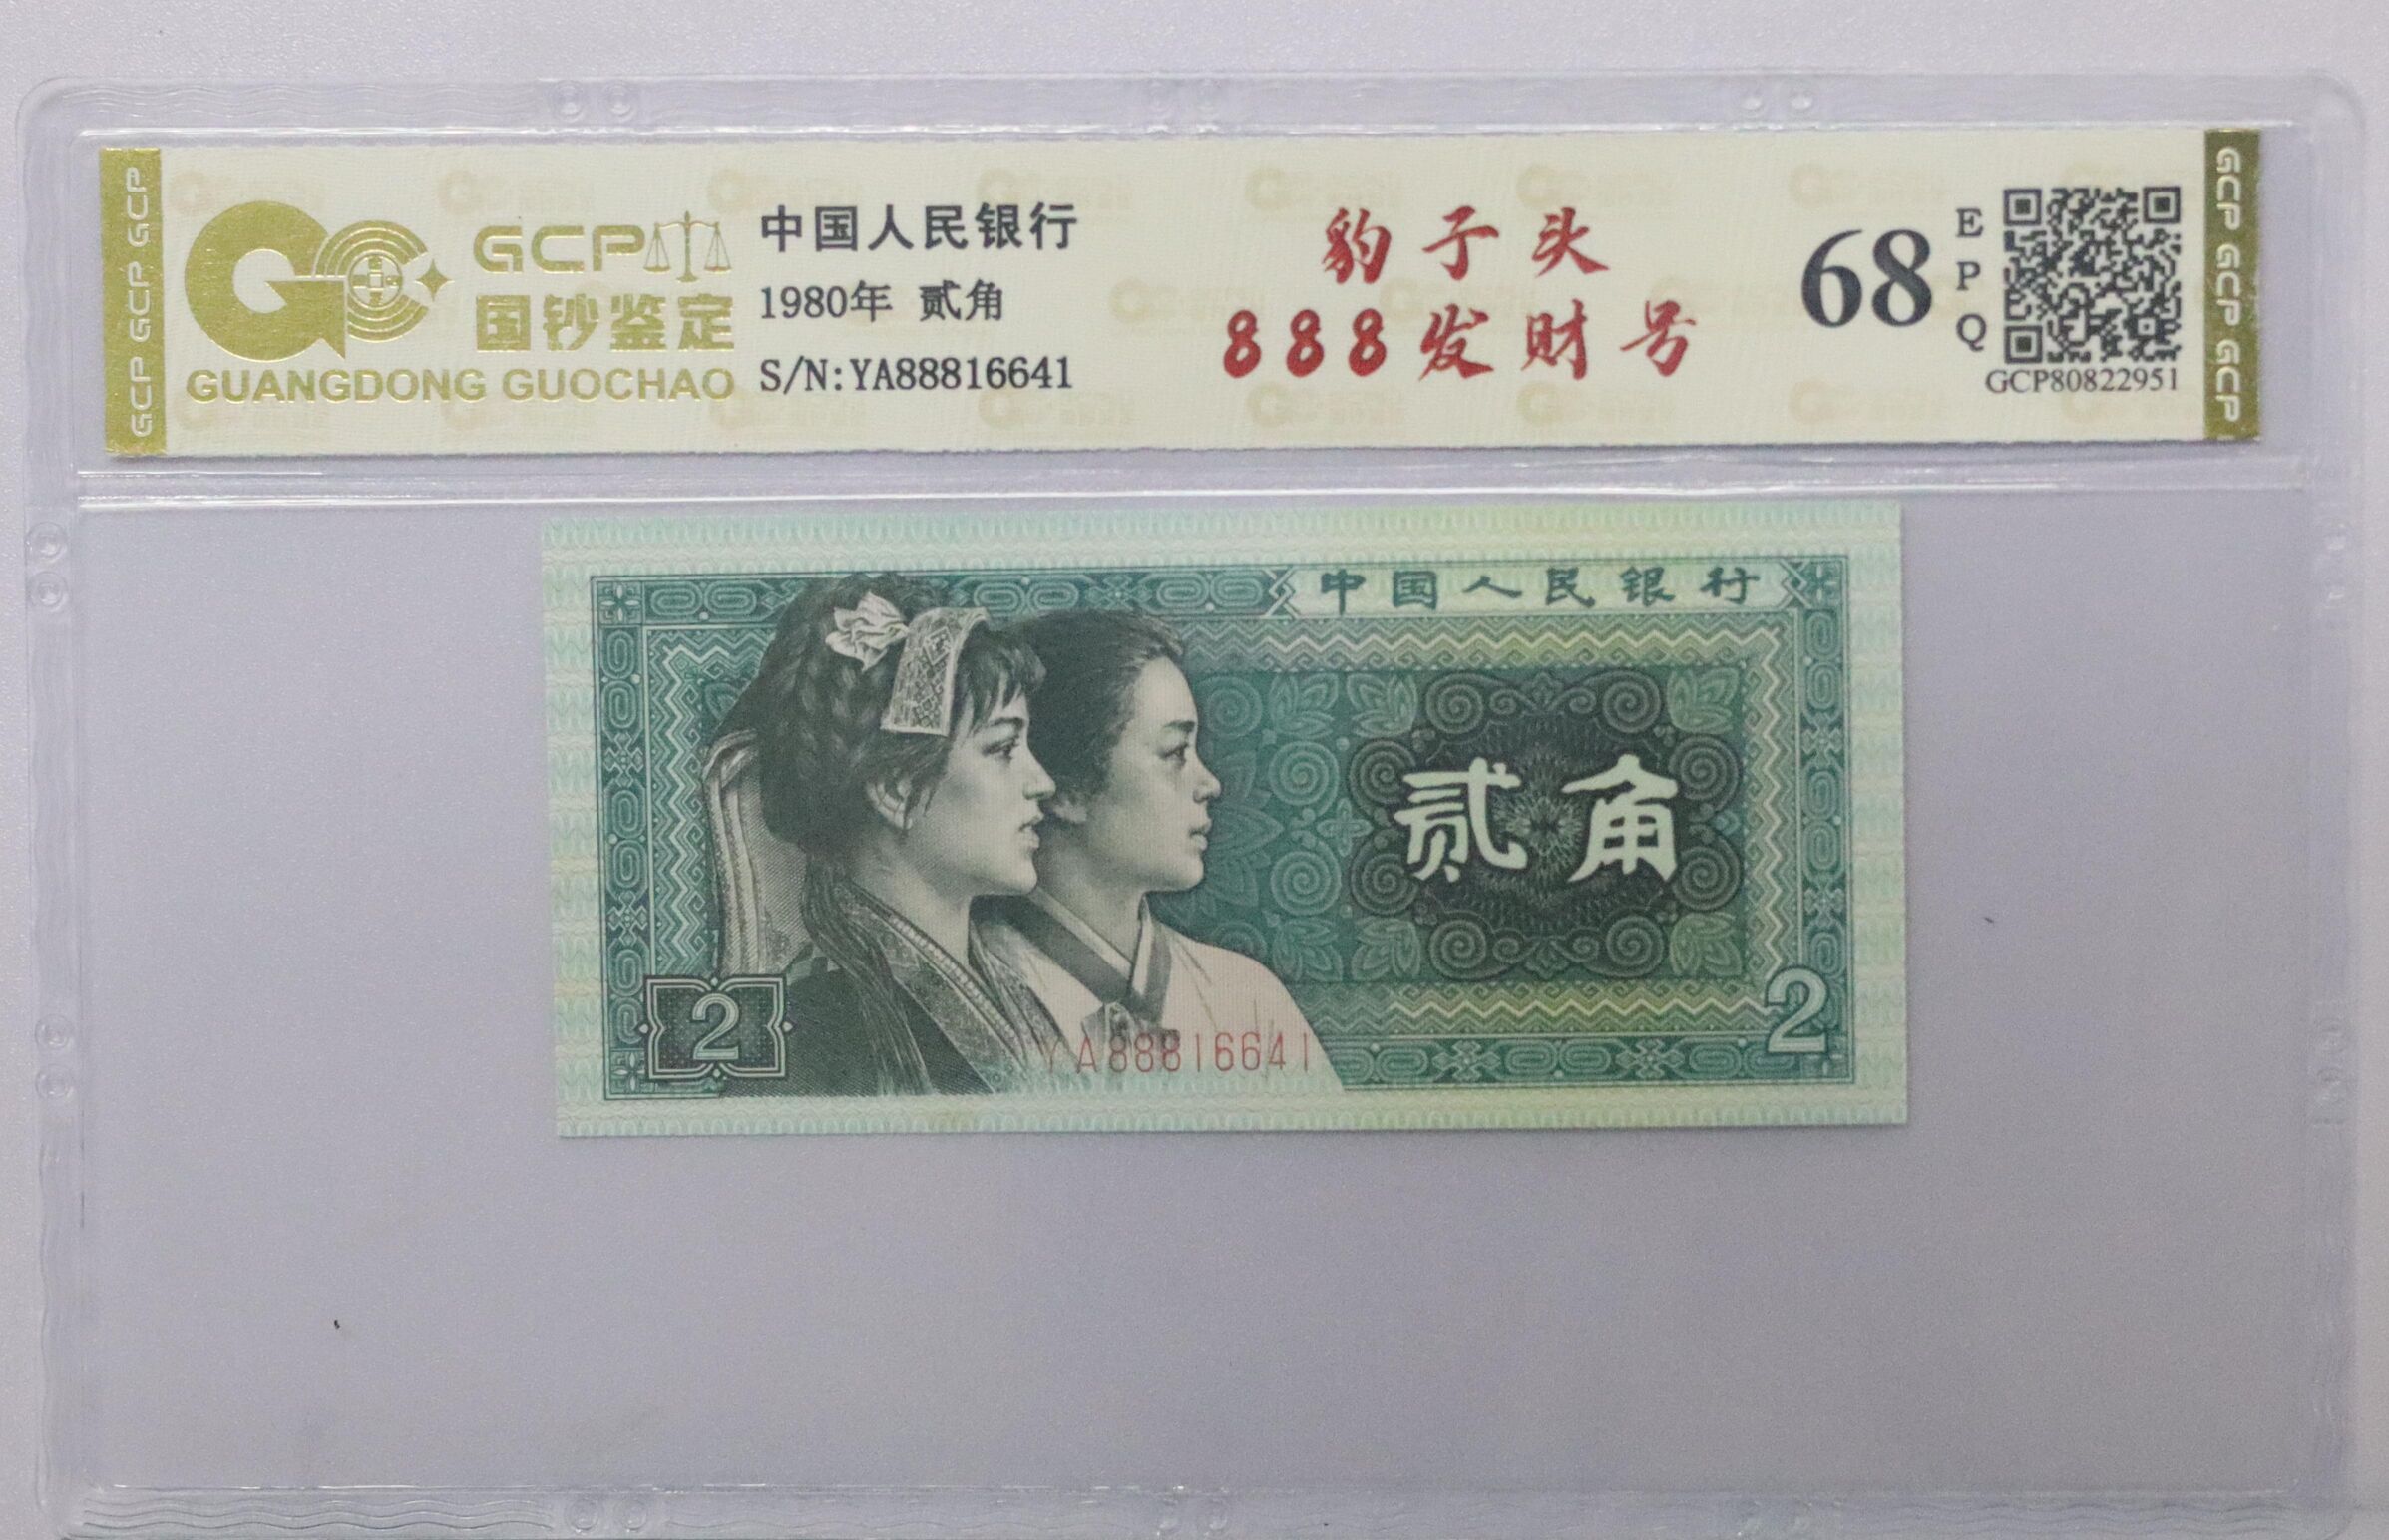 GCP GCP GCP
GCP
国钞鉴定
GUANGDONG GUOCHAO
中国人民银行
1980年 贰角
S/N:YA88816641
豹子头
888发财号
68
EPQ
GCP80822951
GCP GCP GCP
中国人民银行
贰角
2
YA88816641
2